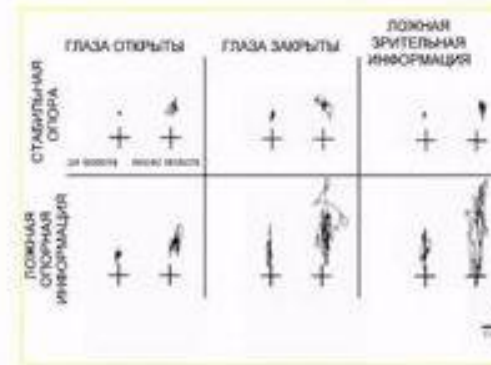 ГЛАЗА ОТКРЫТЫ
ГЛАЗА ЗАКРЫТЫ
ЛОЖНАЯ
ЗРИТЕЛЬНАЯ
ИНФОРМАЦИЯ
СТАБИЛЬНАЯ
ОПОРА
ЛОЖНАЯ
ОПОРНАЯ
ИНФОРМАЦИЯ